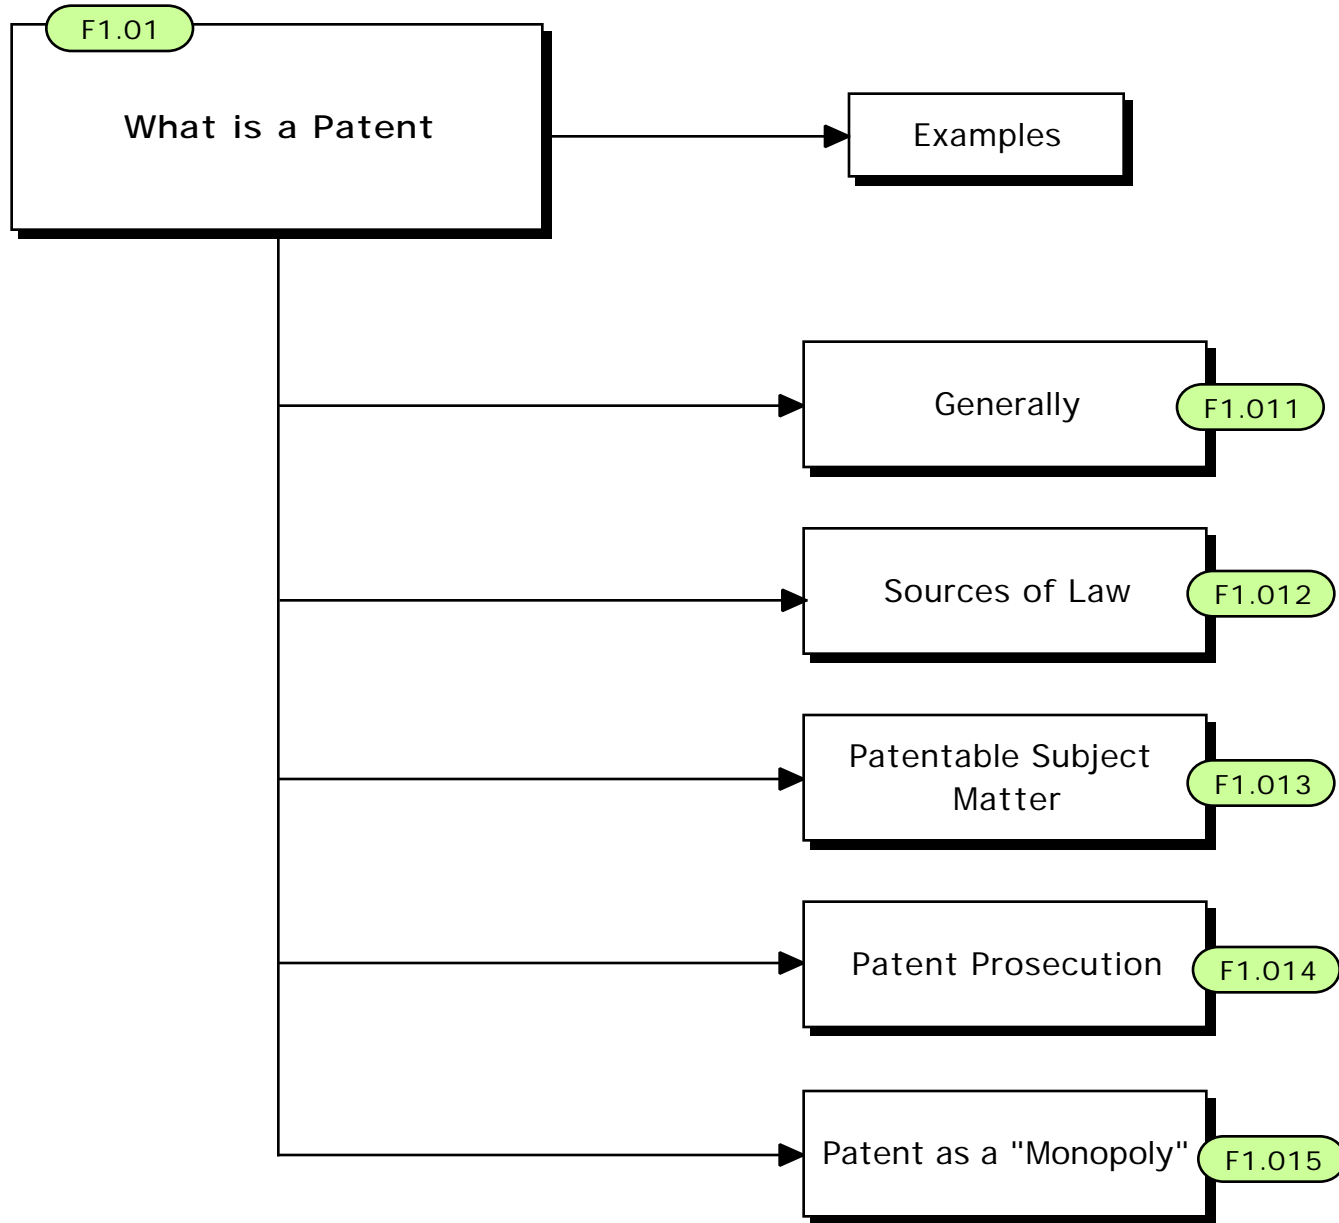 F1.01
What is a Patent
Examples
Generally
F1.011
Sources of Law
F1.012
Patentable Subject
Matter
F1.013
Patent Prosecution
F1.014
Patent as a "Monopoly"
F1.015